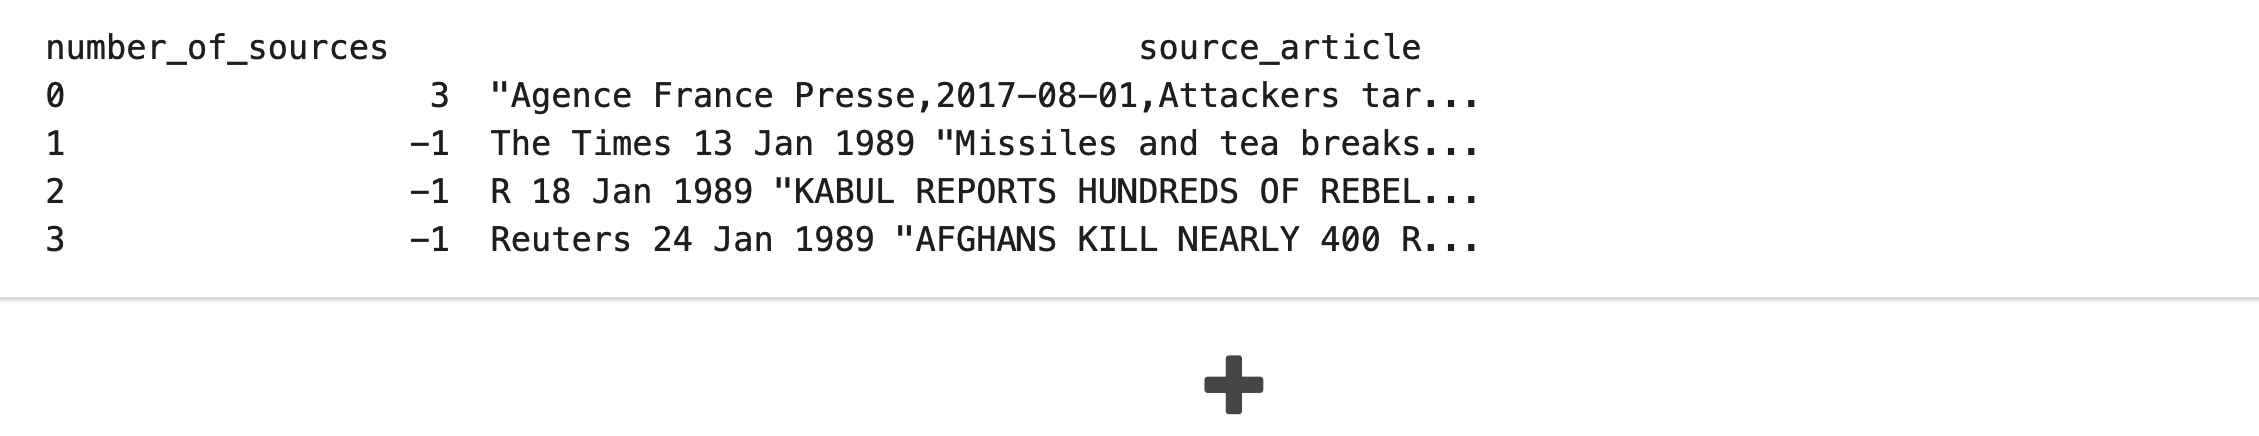 number_of_sources source_article
0 3 "Agence France Presse,2017-08-01,Attackers tar...
1 -1 The Times 13 Jan 1989 "Missiles and tea breaks...
2 -1 R 18 Jan 1989 "KABUL REPORTS HUNDREDS OF REBEL...
3 -1 Reuters 24 Jan 1989 "AFGHANS KILL NEARLY 400 R...